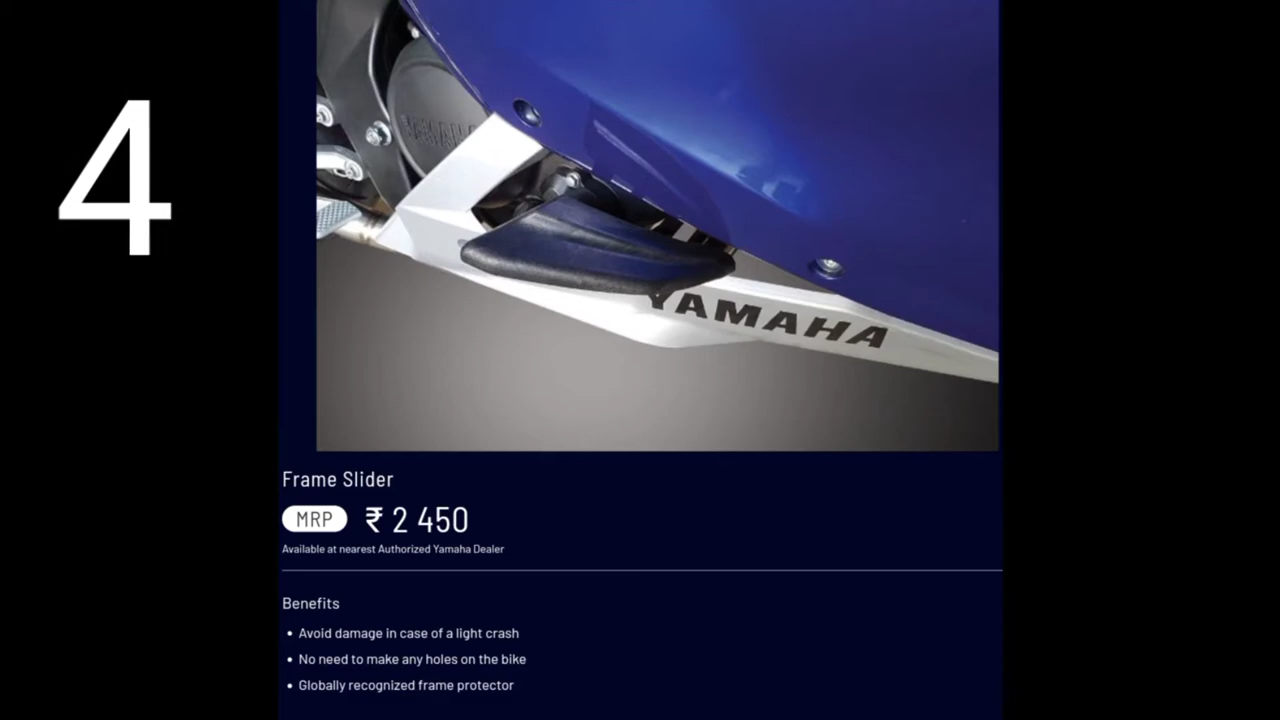 4
YAMAHA
YAMAHA
Frame Slider
MRP ₹ 2 450
Available at nearest Authorized Yamaha Dealer
Benefits
• Avoid damage in case of a light crash
• No need to make any holes on the bike
• Globally recognized frame protector